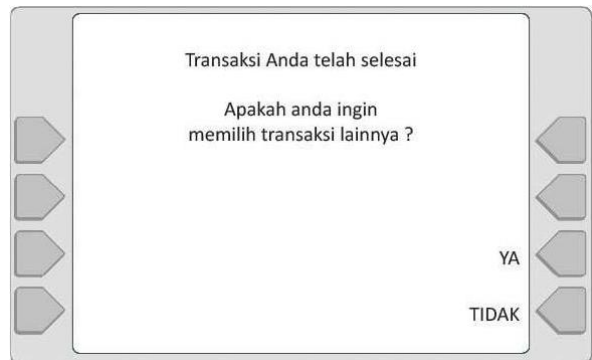 Transaksi Anda telah selesai
Apakah anda ingin
memilih transaksi lainnya ?
YA
TIDAK